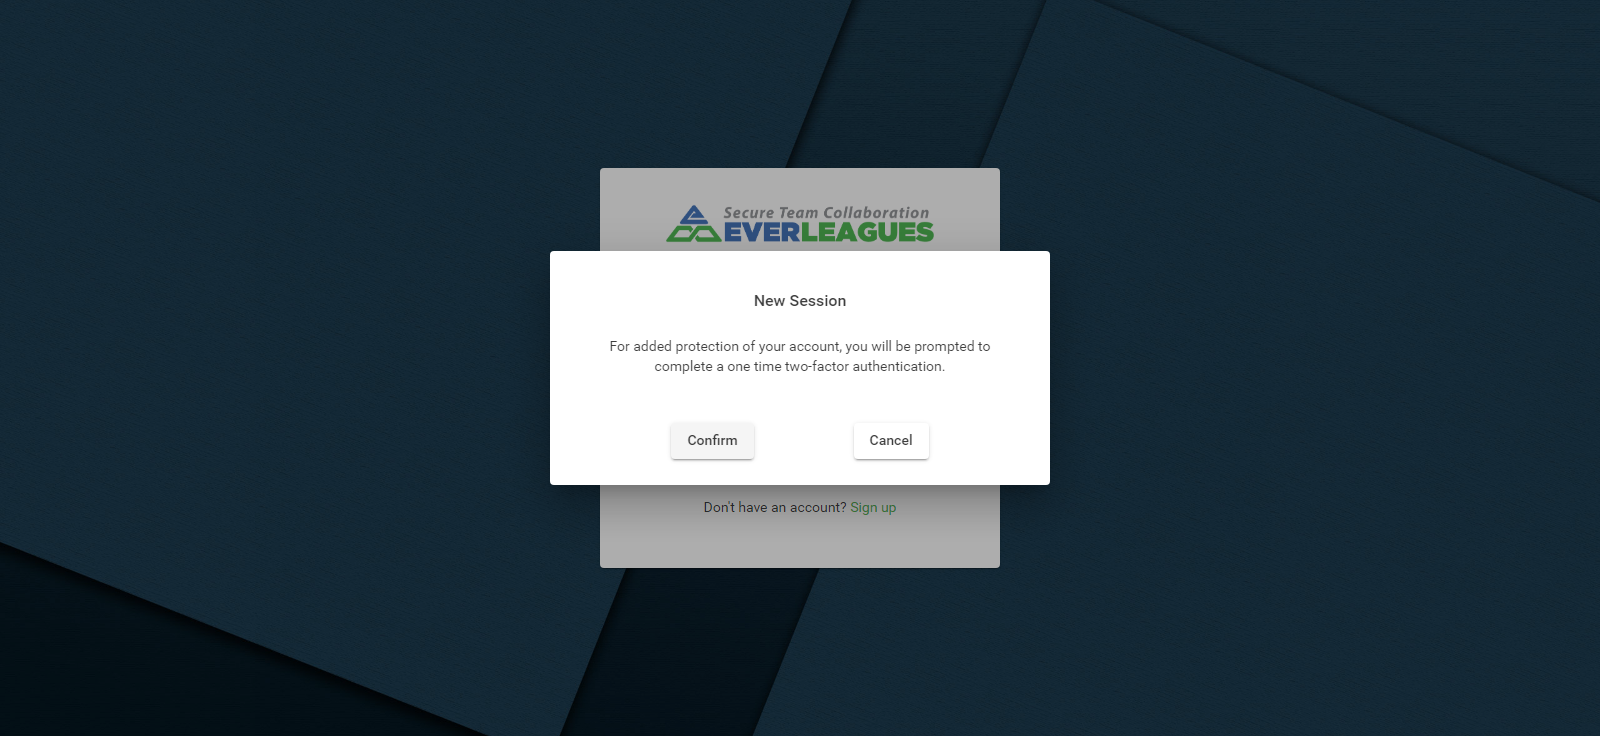 Secure Team Collaboration
EVERLEAGUES
New Session
For added protection of your account, you will be prompted to
complete a one time two-factor authentication.
Confirm
Cancel
Don't have an account? Sign up